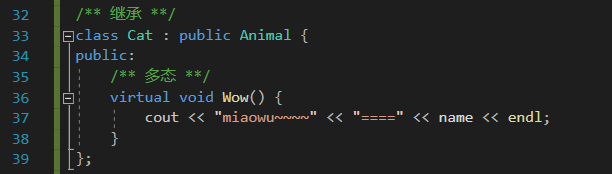 32 /** 继承 **/
33 class Cat : public Animal {
34 public:
35 /** 多态 **/
36 virtual void Wow() {
37 cout << "miaowu~~~~" << "====" << name << endl;
38 }
39 };